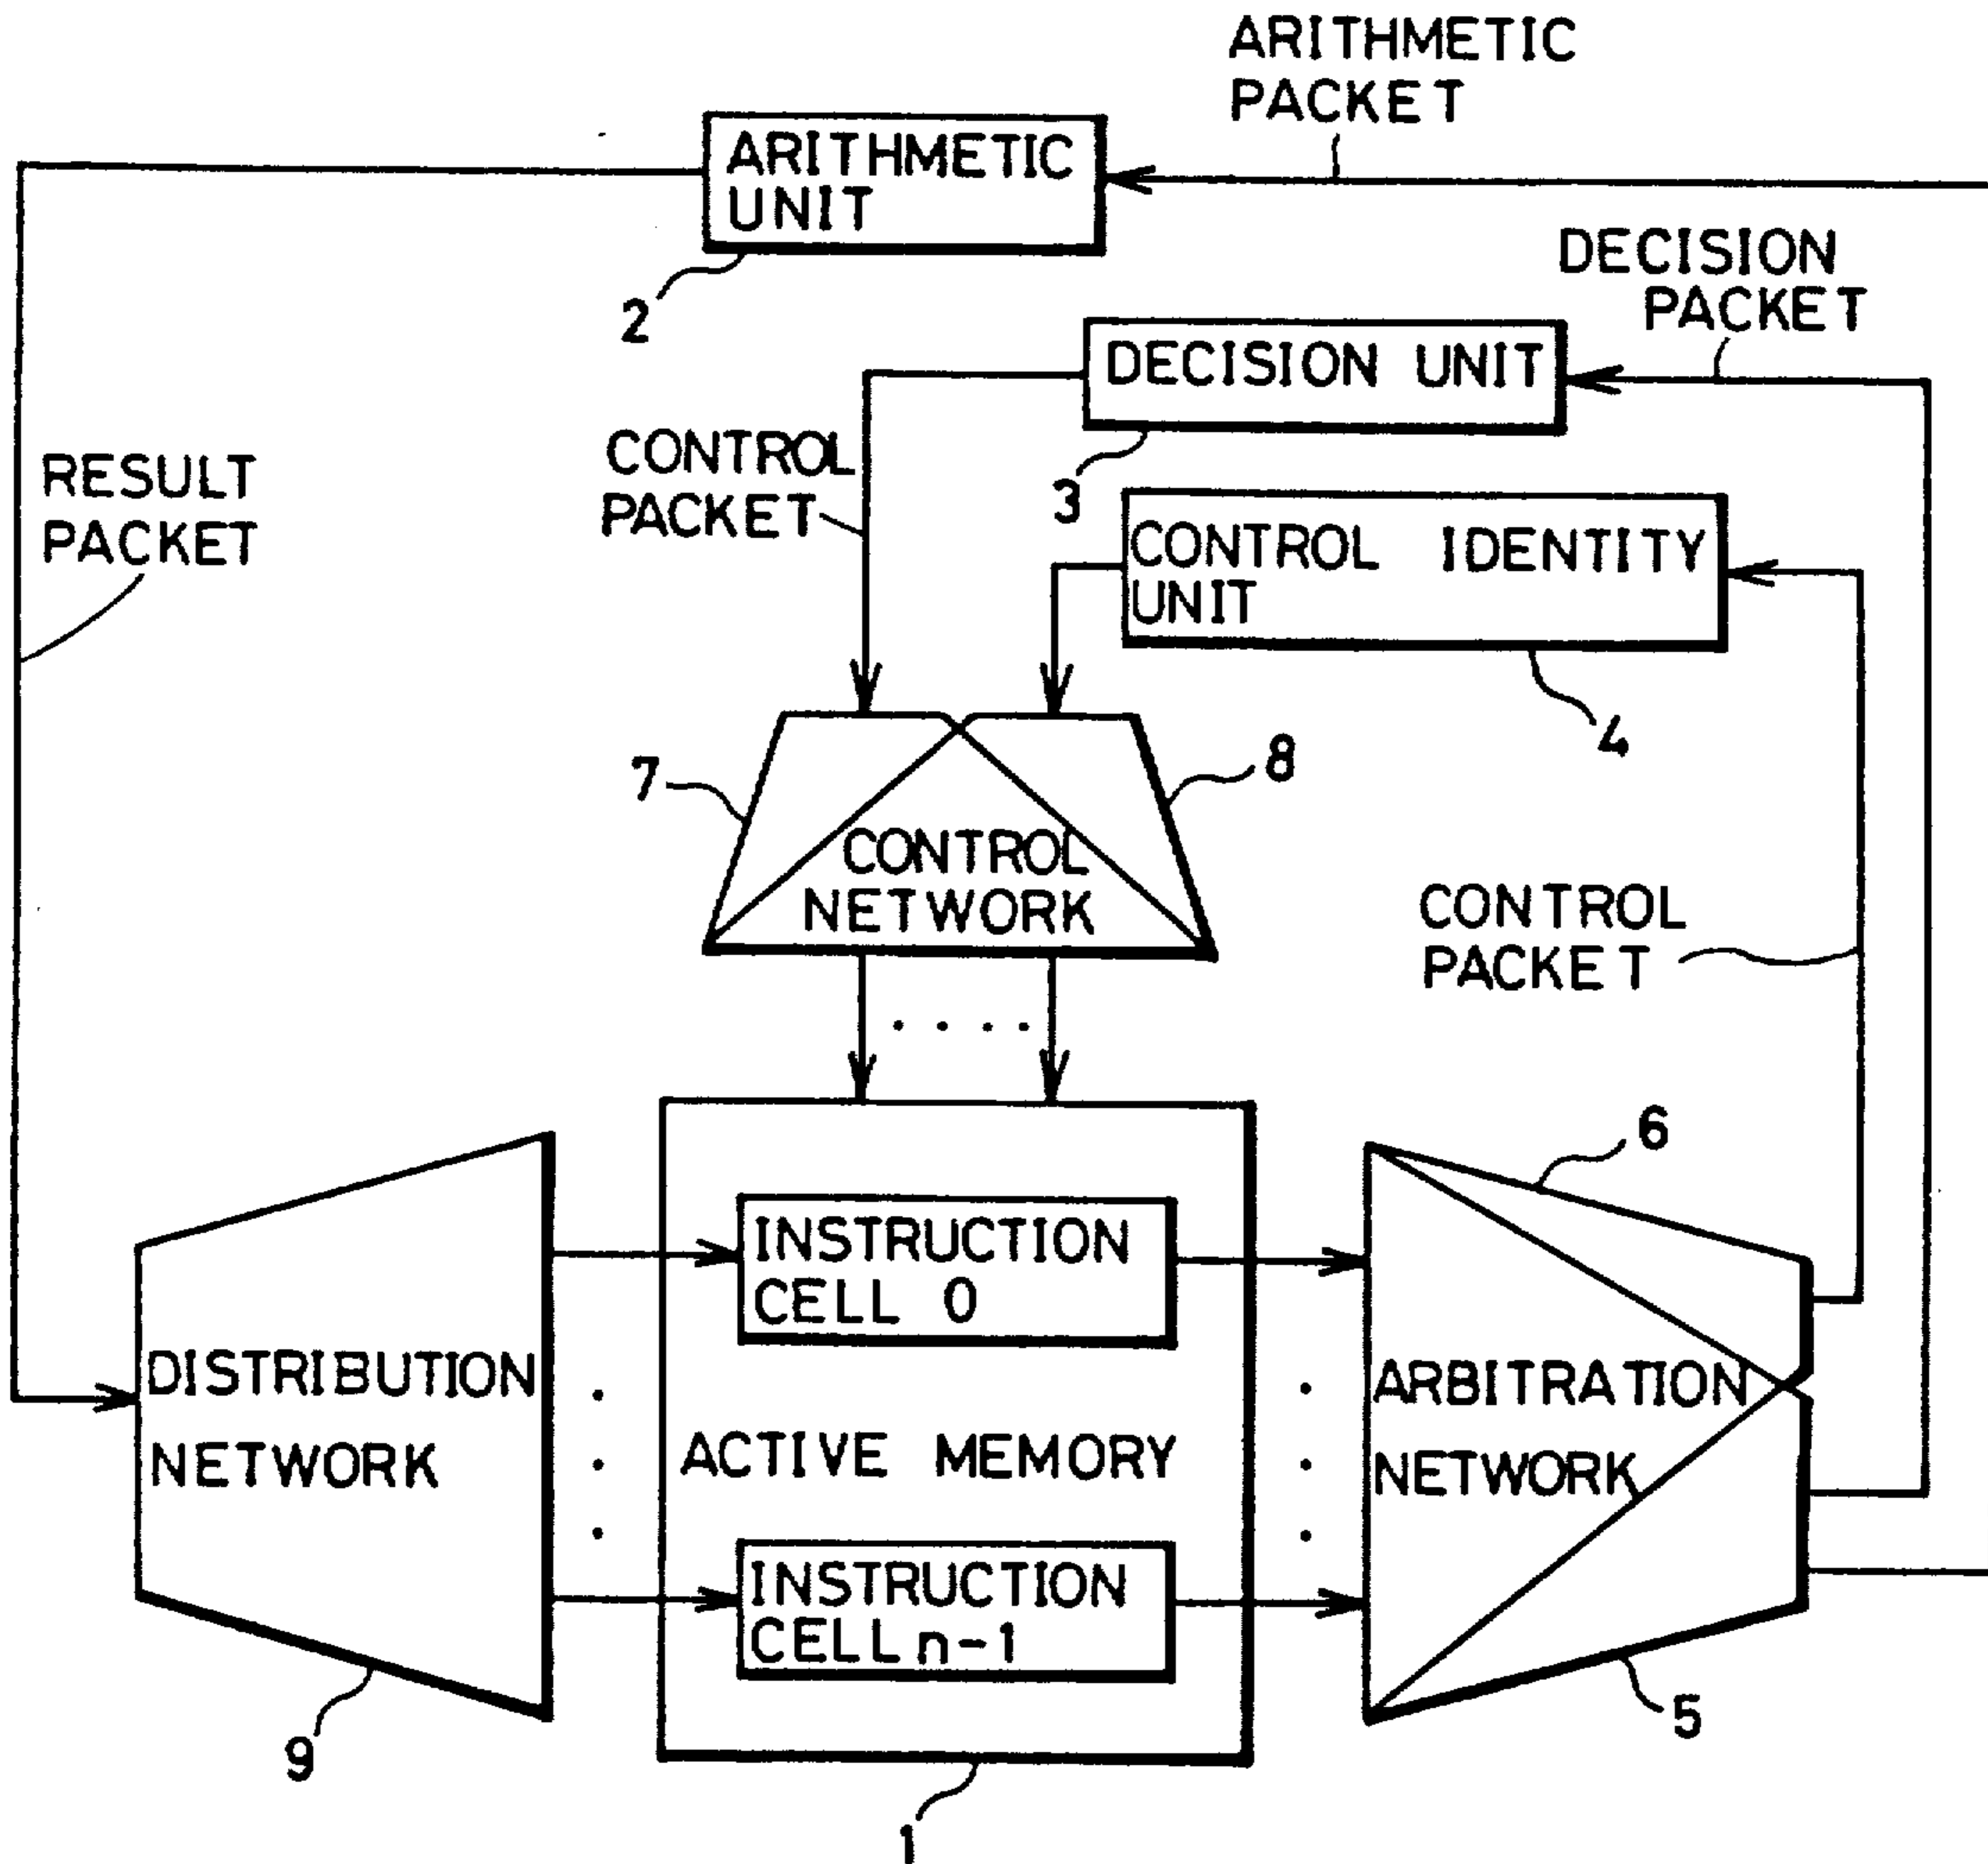 ARITHMETIC
PACKET
ARITHMETIC
UNIT
2
DECISION
PACKET
DECISION UNIT
3
CONTROL
PACKET
RESULT
PACKET
CONTROL IDENTITY
UNIT
4
7
8
CONTROL
NETWORK
CONTROL
PACKET
6
INSTRUCTION
CELL 0
DISTRIBUTION
NETWORK
ACTIVE MEMORY
ARBITRATION
NETWORK
INSTRUCTION
CELL n-1
5
9
1